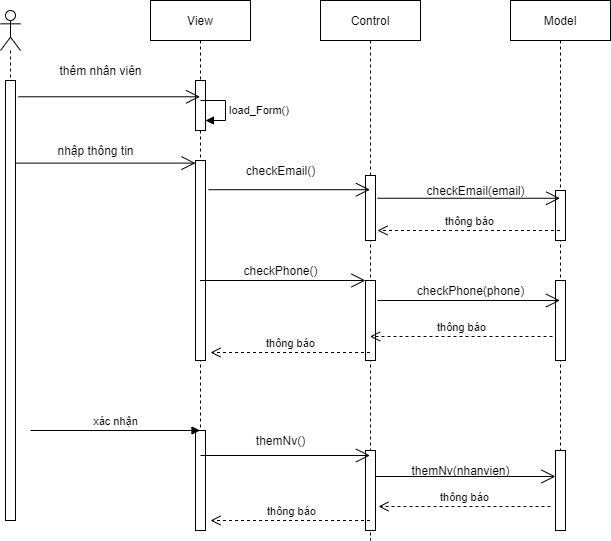 View
Control
Model
thêm nhân viên
load_Form()
nhập thông tin
checkEmail()
checkEmail(email)
thông báo
checkPhone()
checkPhone(phone)
thông báo
thông báo
xác nhận
themNv()
themNv(nhanvien)
thông báo
thông báo